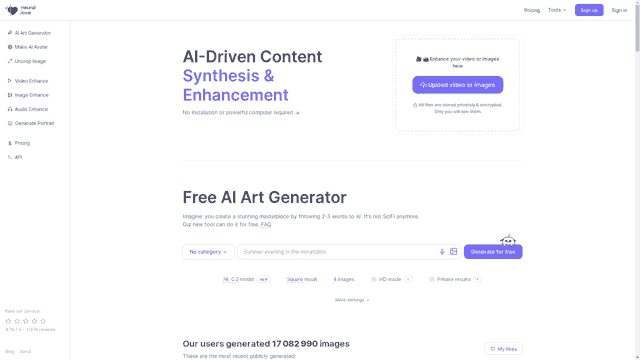 neural
.love
Pricing
Tools
Sign up
Sign in
AI Art Generator
Make AI Avatar
Uncrop Image
Video Enhance
Image Enhance
Audio Enhance
Generate Portrait
Pricing
API
AI-Driven Content
Synthesis &
Enhancement
No installation or powerful computer required →
Enhance your video or images
here
Upload video or images
All files are stored privately & encrypted.
Only you will see them.
Free AI Art Generator
Imagine: you create a stunning masterpiece by throwing 2-3 words to AI. It's not SciFi anymore.
Our new tool can do it for free. FAQ
No category
Summer evening in the mountains
Generate for free
model
Square result
4 images
HD mode
Private results
More settings
Our users generated 17 082 990 images
These are the most recent publicly generated:
My likes
Rate our service!
Blog
About